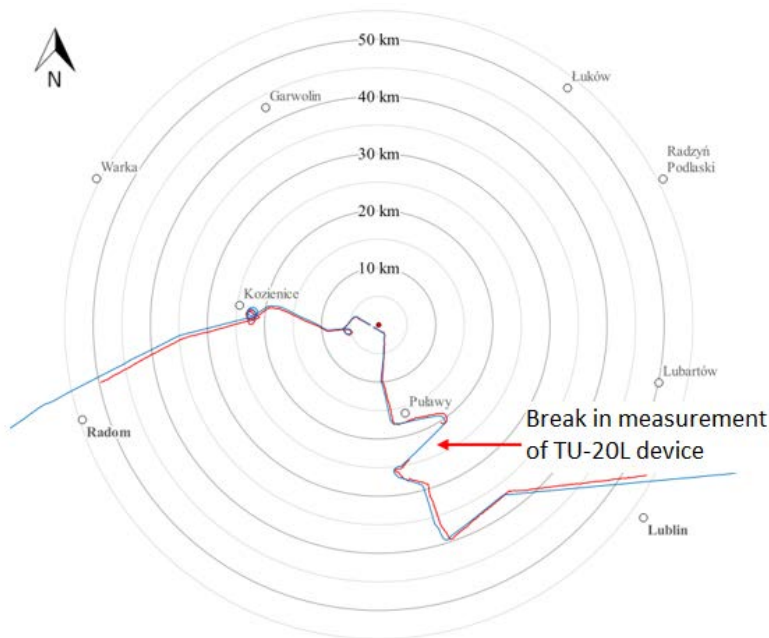 50 km
Łuków
N
Garwolin
40 km
Warka
30 km
Radzyń
Podlaski
20 km
10 km
Kozienice
Lubartów
Puławy
Radom
Break in measurement
of TU-20L device
Lublin